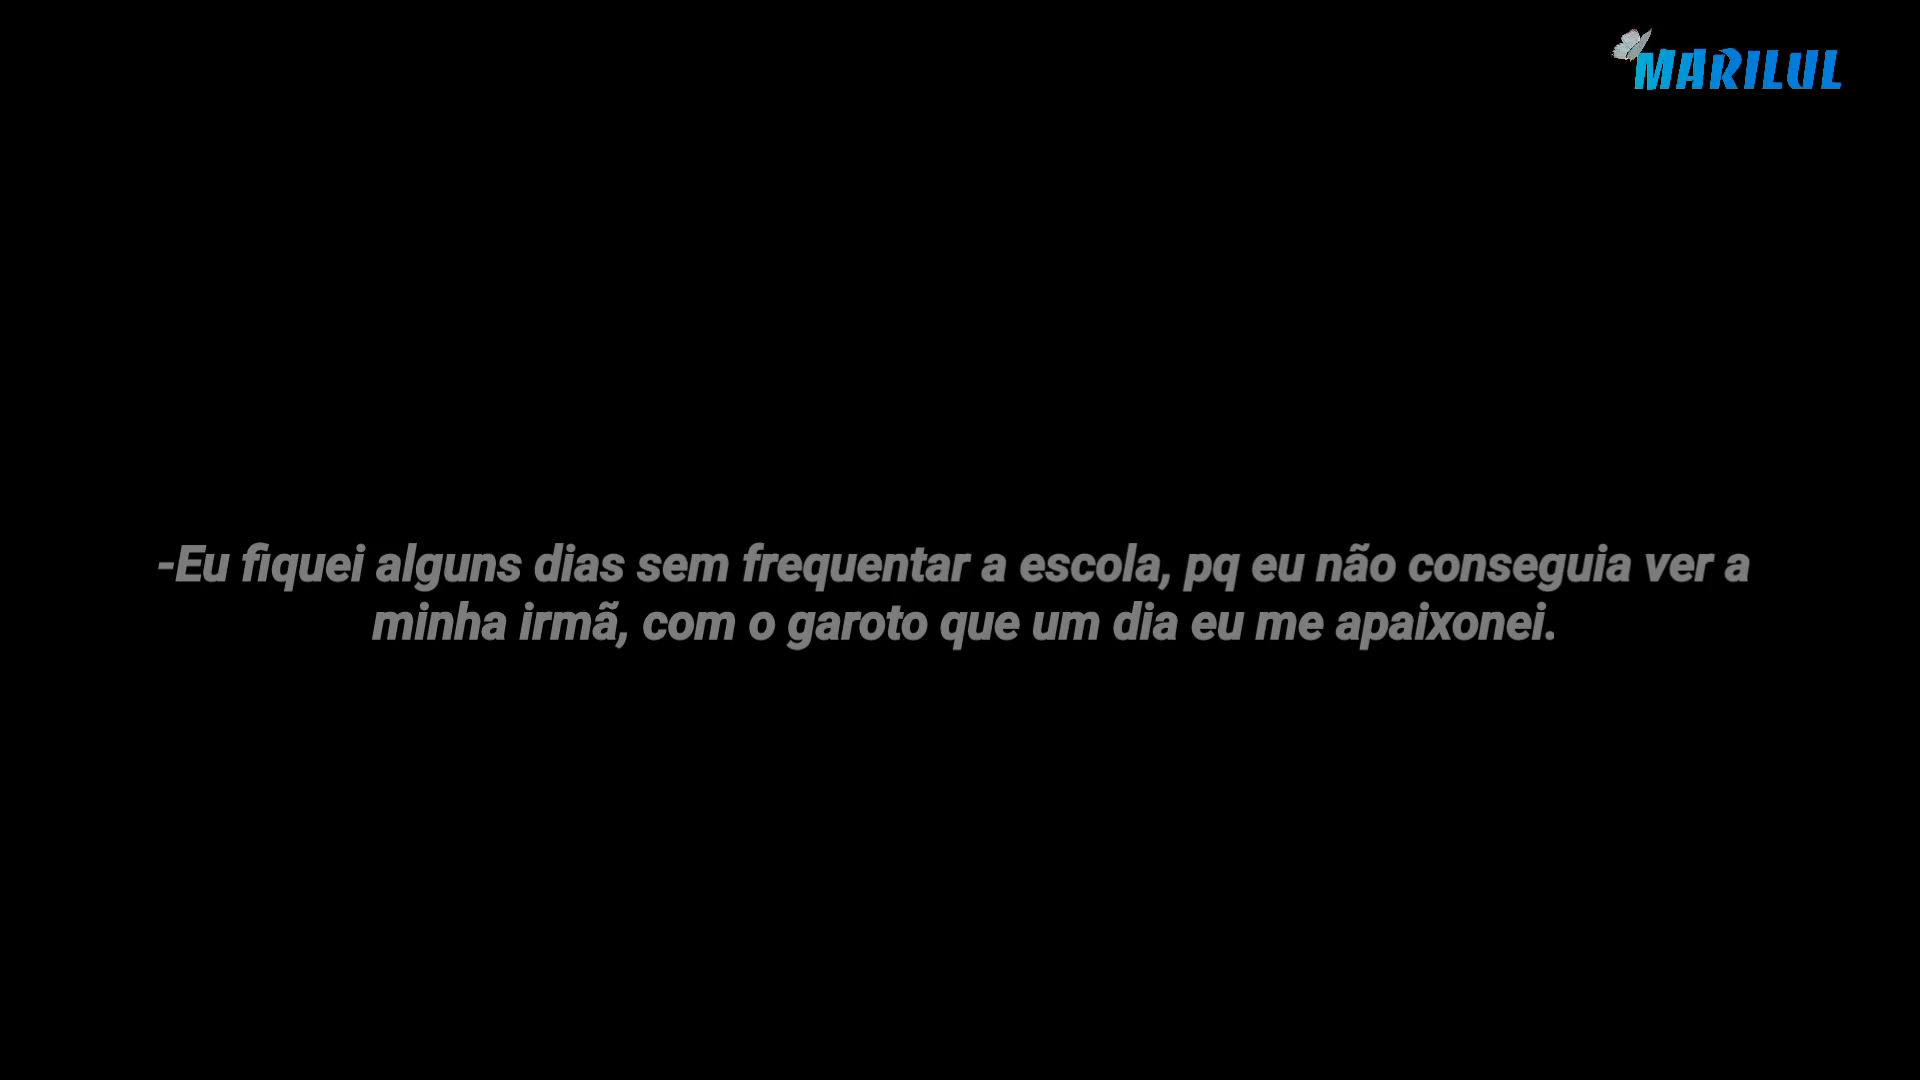 MARILUL
-Eu fiquei alguns dias sem frequentar a escola, pq eu não conseguia ver a
minha irmã, com o garoto que um dia eu me apaixonei.